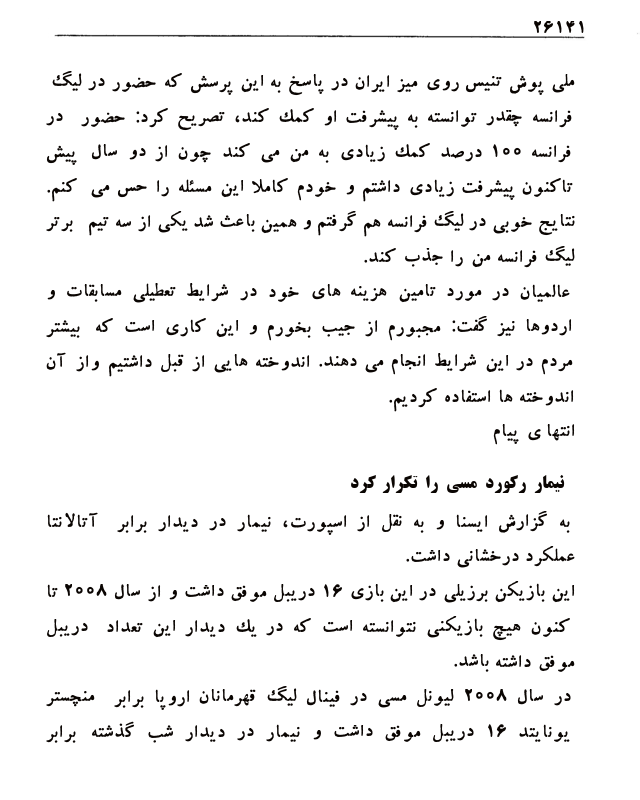 ۲۶۱۴۱
ملی پوش تنیس روی میز ایران در پاسخ به این پرسش که حضور در لیگ
فرانسه چقدر توانسته به پیشرفت او کمک کند، تصریح کرد: حضور در
فرانسه ۱۰۰ درصد کمک زیادی به من می کند چون از دو سال پیش
تاکنون پیشرفت زیادی داشتم و خودم کاملا این مسئله را حس می کنم.
نتایج خوبی در لیگ فرانسه هم گرفتم و همین باعث شد یکی از سه تیم برتر
لیگ فرانسه من را جذب کند.
عالمیان در مورد تامین هزینه های خود در شرایط تعطیلی مسابقات و
اردوها نیز گفت: مجبورم از جیب بخورم و این کاری است که بیشتر
مردم در این شرایط انجام می دهند. اندوخته هایی از قبل داشتیم واز آن
اندوخته ها استفاده کردیم.
انتها ی پیام
نیمار رکورد مسی را تکرار کرد
به گزارش ایسنا و به نقل از اسپورت، نیمار در دیدار برابر آتالانتا
عملکرد درخشانی داشت.
این بازیکن برزیلی در این بازی ۱۶ دریبل موفق داشت و از سال ۲۰۰۸ تا
کنون هیچ بازیکنی نتوانسته است که در یک دیدار این تعداد دریبل
موفق داشته باشد.
در سال ۲۰۰۸ لیونل مسی در فینال لیگ قهرمانان اروپا برابر منچستر
یونایتد ۱۶ دریبل موفق داشت و نیمار در دیدار شب گذشته برابر